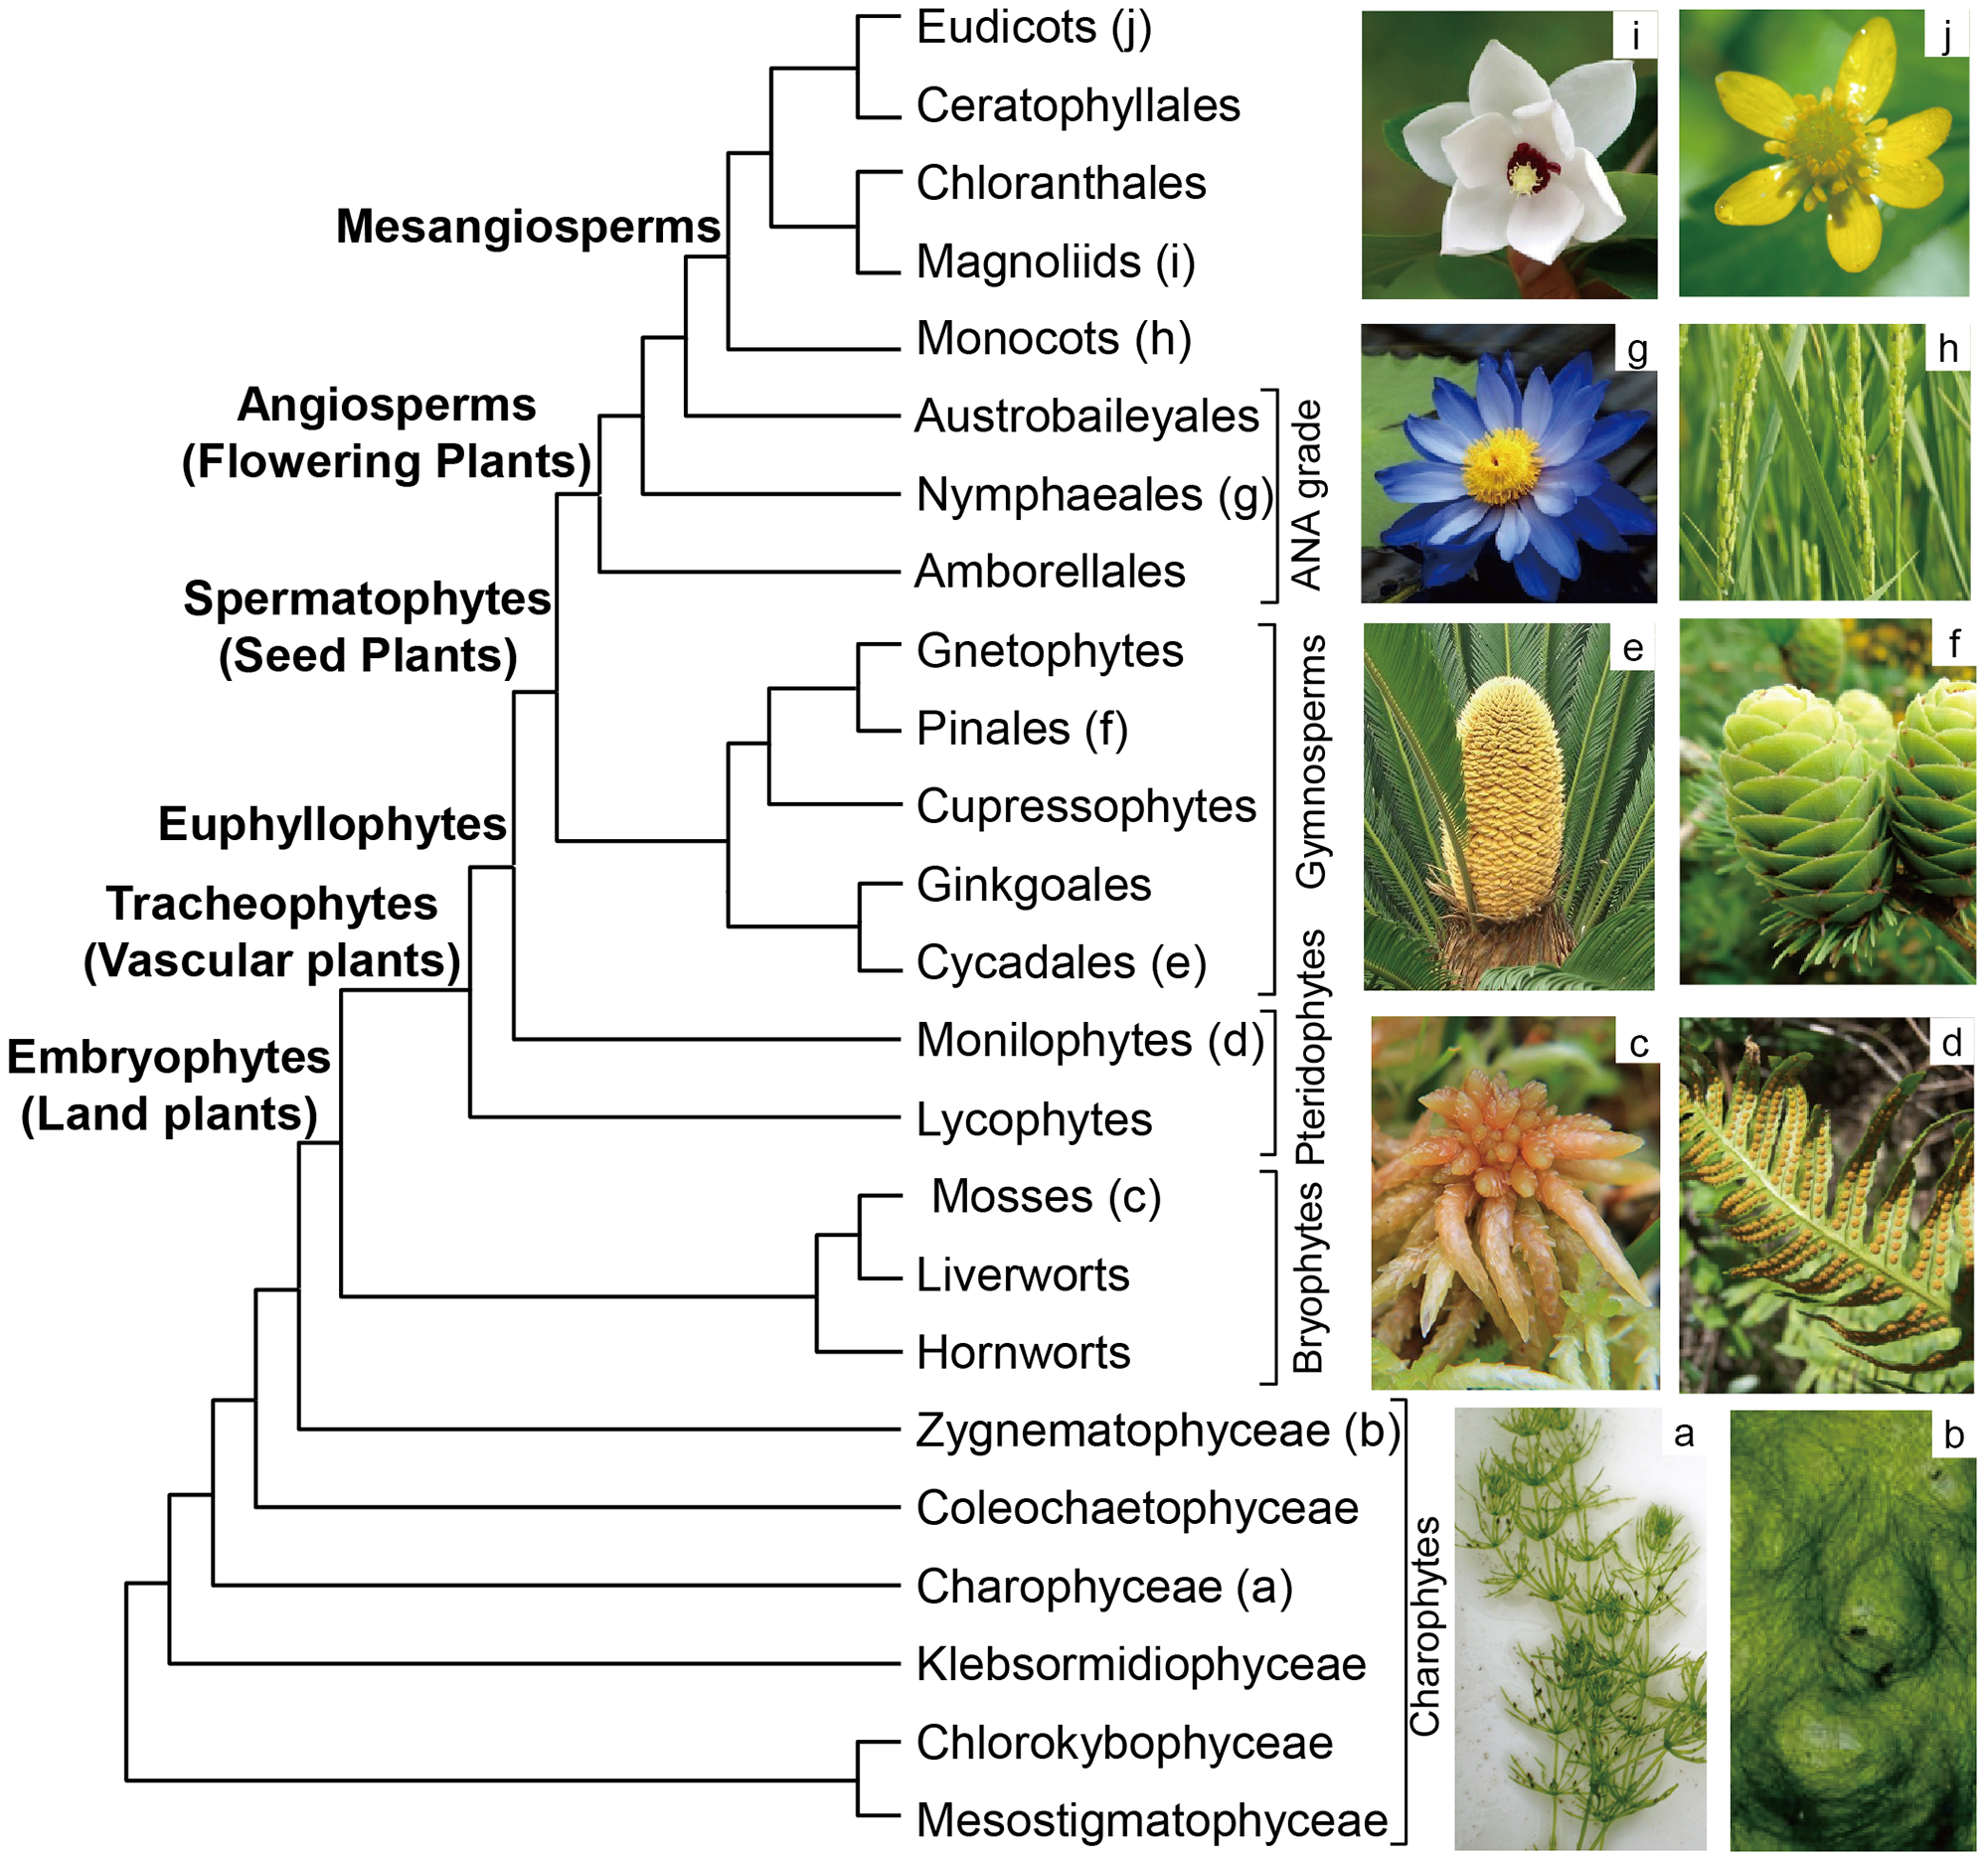 Eudicots (j)
Ceratophyllales
Chloranthales
Magnoliids (i)
Monocots (h)
Austrobaileyales
Nymphaeales (g)
Amborellales
Gnetophytes
Pinales (f)
Cupressophytes
Ginkgoales
Cycadales (e)
Monilophytes (d)
Lycophytes
Mosses (c)
Liverworts
Hornworts
Zygnematophyceae (b)
Coleochaetophyceae
Charophyceae (a)
Klebsormidiophyceae
Chlorokybophyceae
Mesostigmatophyceae
Mesangiosperms
Angiosperms
(Flowering Plants)
Spermatophytes
(Seed Plants)
Euphyllophytes
Tracheophytes
(Vascular plants)
Embryophytes
(Land plants)
ANA grade
Gymnosperms
Pteridophytes
Bryophytes
Charophytes
i
j
g
h
e
f
c
d
a
b